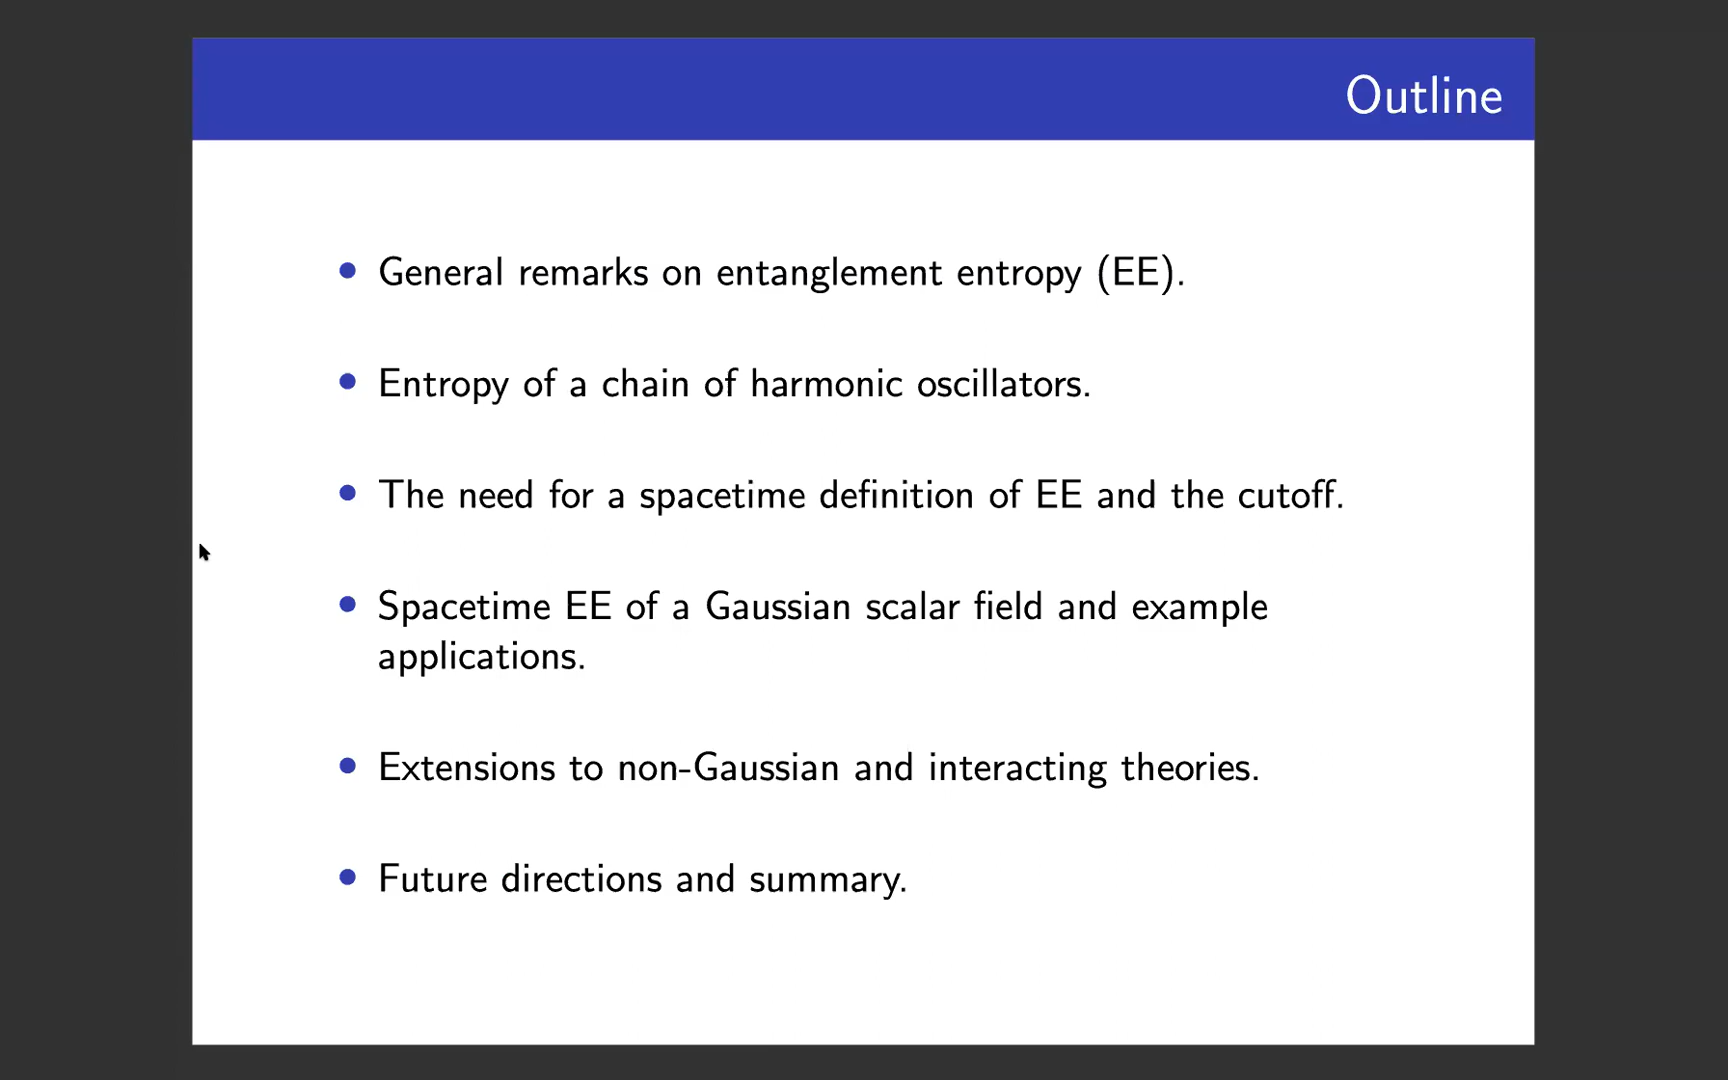 Outline
• General remarks on entanglement entropy (EE).
• Entropy of a chain of harmonic oscillators.
• The need for a spacetime definition of EE and the cutoff.
• Spacetime EE of a Gaussian scalar field and example
applications.
• Extensions to non-Gaussian and interacting theories.
• Future directions and summary.